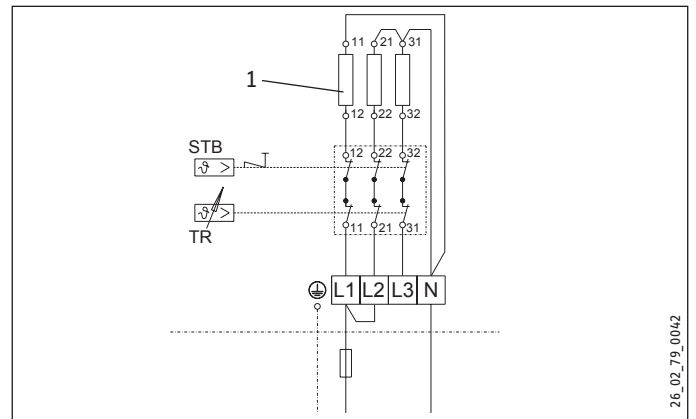 11 21 31
1
12 22 32
STB
12 22 32
ϑ >
ϑ >
TR
11 21 31
L1 L2 L3 N
26_02_79_0042